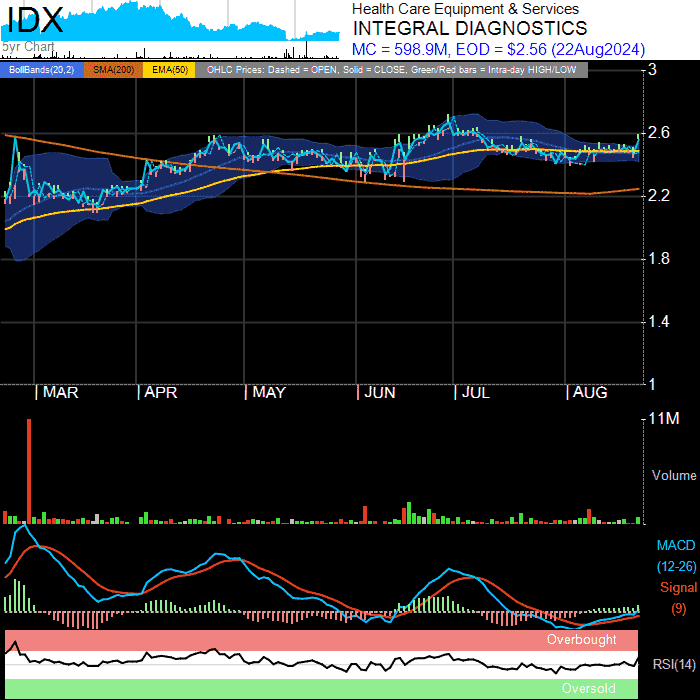 IDX
5yr Chart
Health Care Equipment & Services
INTEGRAL DIAGNOSTICS
MC = 598.9M, EOD = $2.56 (22Aug2024)
BollBands(20,2) SMA(200) EMA(50) OHLC Prices: Dashed = OPEN, Solid = CLOSE, Green/Red bars = Intra-day HIGH/LOW
3
2.6
2.2
1.8
1.4
1
MAR APR MAY JUN JUL AUG
11M
Volume
MACD
(12-26)
Signal
(9)
Overbought
RSI(14)
Oversold